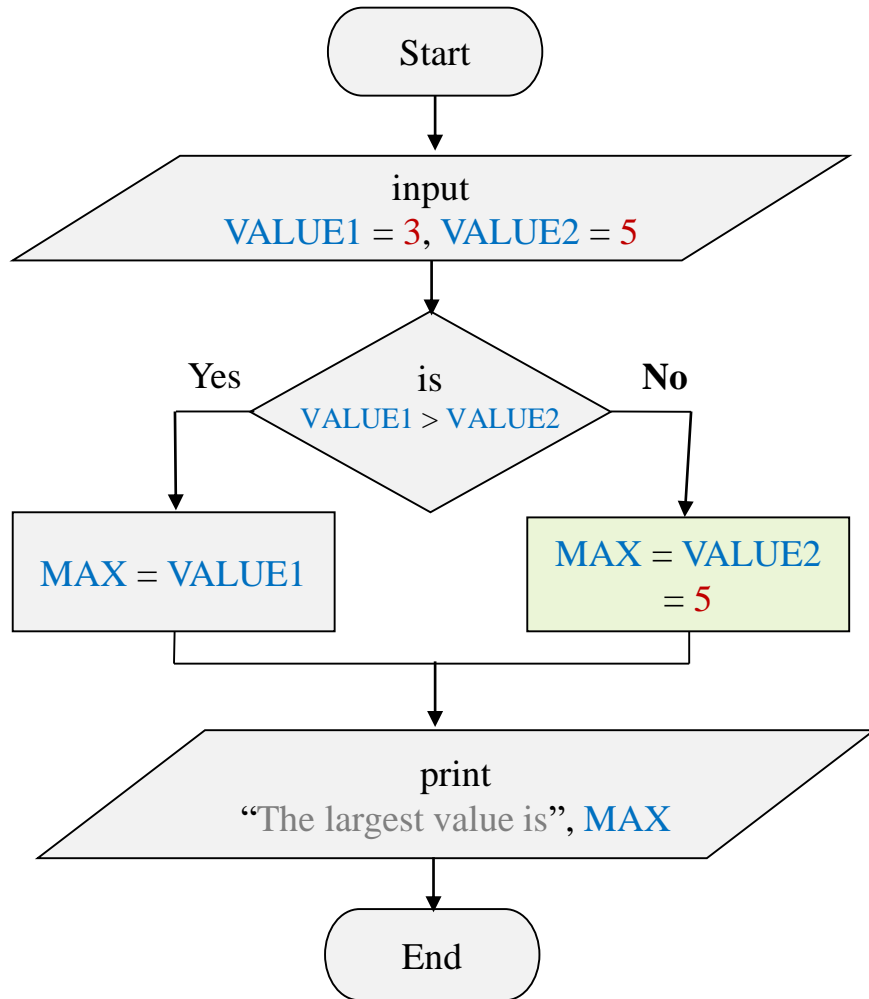 Start
input
VALUE1 = 3, VALUE2 = 5
is
VALUE1 > VALUE2
Yes
No
MAX = VALUE1
MAX = VALUE2
= 5
print
“The largest value is”, MAX
End